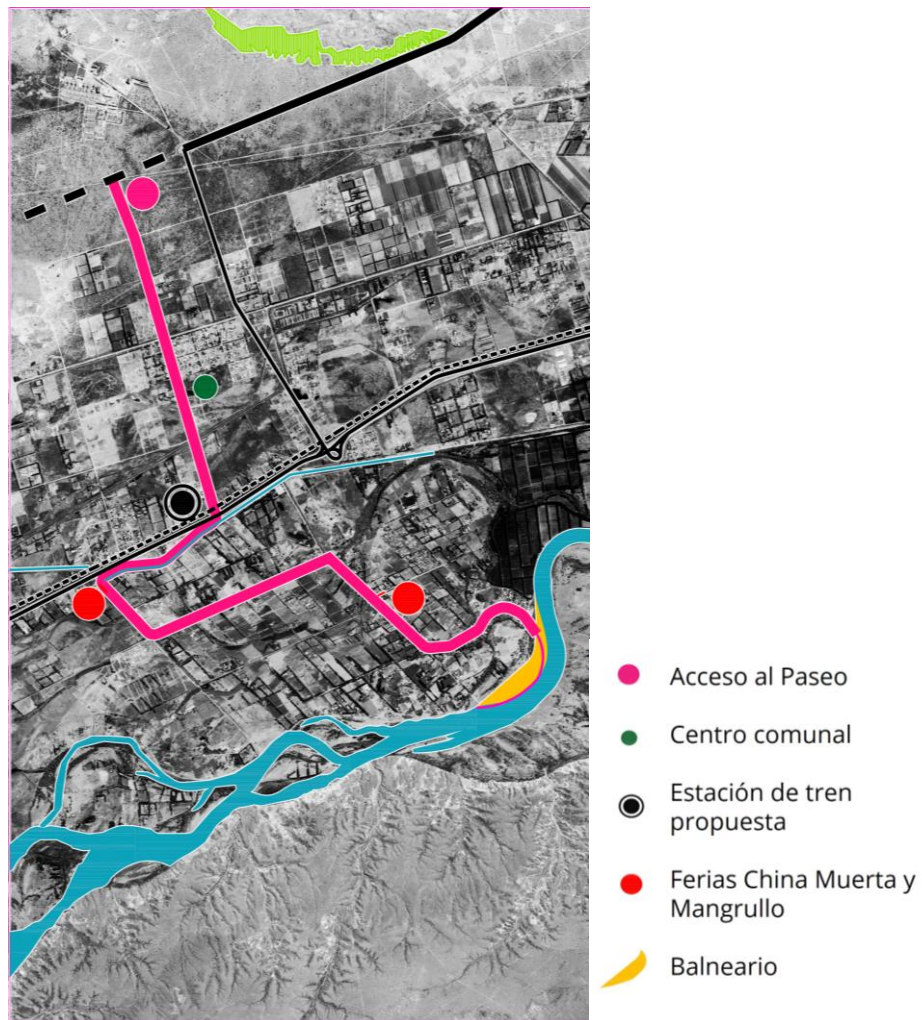 Acceso al Paseo
Centro comunal
Estación de tren
propuesta
Ferias China Muerta y
Mangrullo
Balneario